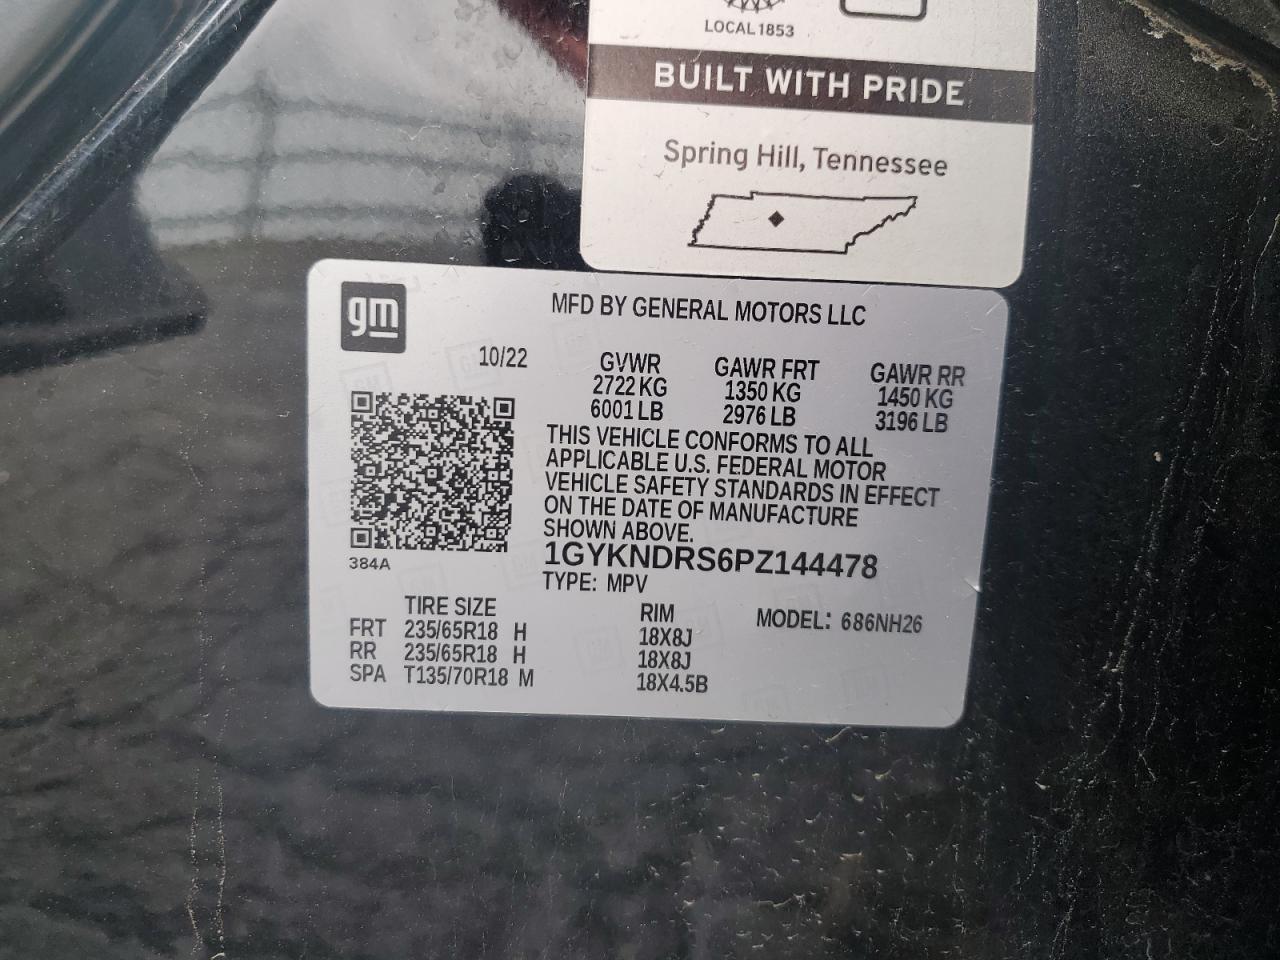 LOCAL 1853
BUILT WITH PRIDE
Spring Hill, Tennessee
gm
MFD BY GENERAL MOTORS LLC
10/22
GVWR GAWR FRT GAWR RR
2722 KG 1350 KG 1450 KG
6001 LB 2976 LB 3196 LB
THIS VEHICLE CONFORMS TO ALL
APPLICABLE U.S. FEDERAL MOTOR
VEHICLE SAFETY STANDARDS IN EFFECT
ON THE DATE OF MANUFACTURE
SHOWN ABOVE.
384A
1GYKNDRS6PZ144478
TYPE: MPV
TIRE SIZE RIM MODEL: 686NH26
FRT 235/65R18 H 18X8J
RR 235/65R18 H 18X8J
SPA T135/70R18 M 18X4.5B